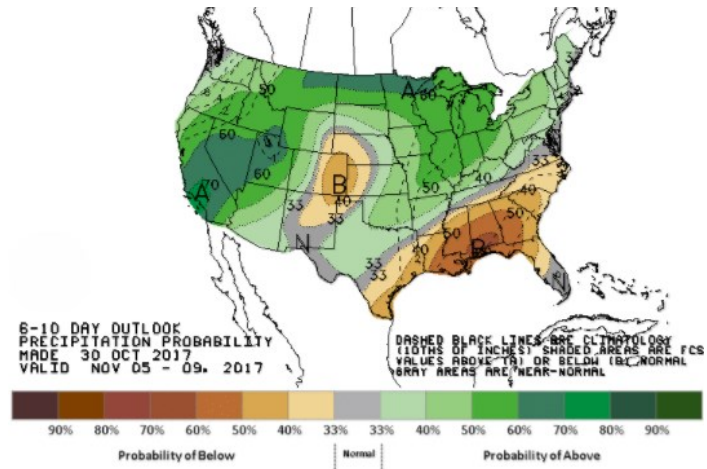 50
60
60
70
A
A
60
33
B
40
33
33
N
50
40
33
40
33
33
40
50
50
B
N
33
6-10 DAY OUTLOOK
PRECIPITATION PROBABILITY
MADE 30 OCT 2017
VALID NOV 05 - 09. 2017
DASHED BLACK LINES ARE CLIMATOLOGY
(10THS OF INCHES) SHADED AREAS ARE FCS
VALUES ABOVE (A) OR BELOW (B) NORMAL
GRAY AREAS ARE NEAR-NORMAL
90% 80% 70% 60% 50% 40% 33% 33% 40% 50% 60% 70% 80% 90%
Probability of Below Normal Probability of Above